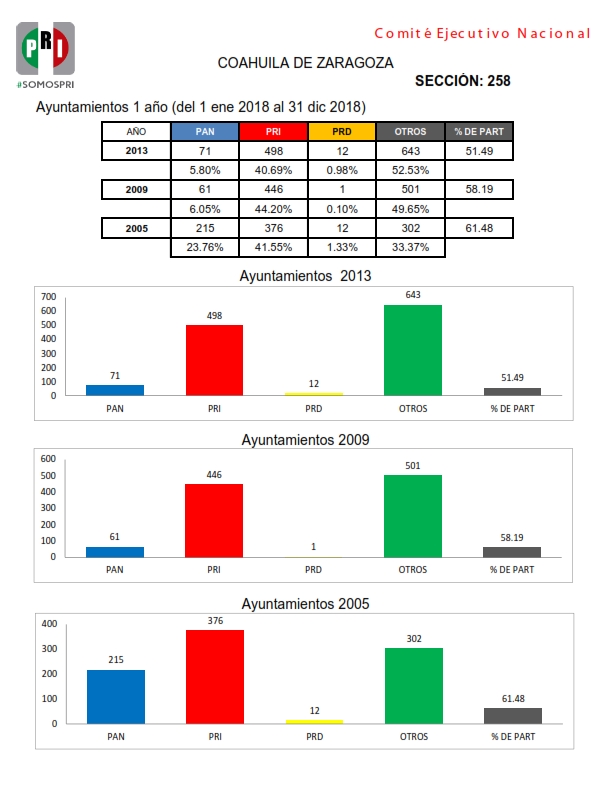 Comité Ejecutivo Nacional
PRI
#SOMOSPRI
COAHUILA DE ZARAGOZA
SECCIÓN: 258
Ayuntamientos 1 año (del 1 ene 2018 al 31 dic 2018)
AÑO PAN PRI PRD OTROS % DE PART
2013 71 498 12 643 51.49
5.80% 40.69% 0.98% 52.53%
2009 61 446 1 501 58.19
6.05% 44.20% 0.10% 49.65%
2005 215 376 12 302 61.48
23.76% 41.55% 1.33% 33.37%
Ayuntamientos 2013
700
600
500
400
300
200
100
0
71 498 12 643 51.49
PAN PRI PRD OTROS % DE PART
Ayuntamientos 2009
600
500
400
300
200
100
0
61 446 1 501 58.19
PAN PRI PRD OTROS % DE PART
Ayuntamientos 2005
400
300
200
100
0
215 376 12 302 61.48
PAN PRI PRD OTROS % DE PART